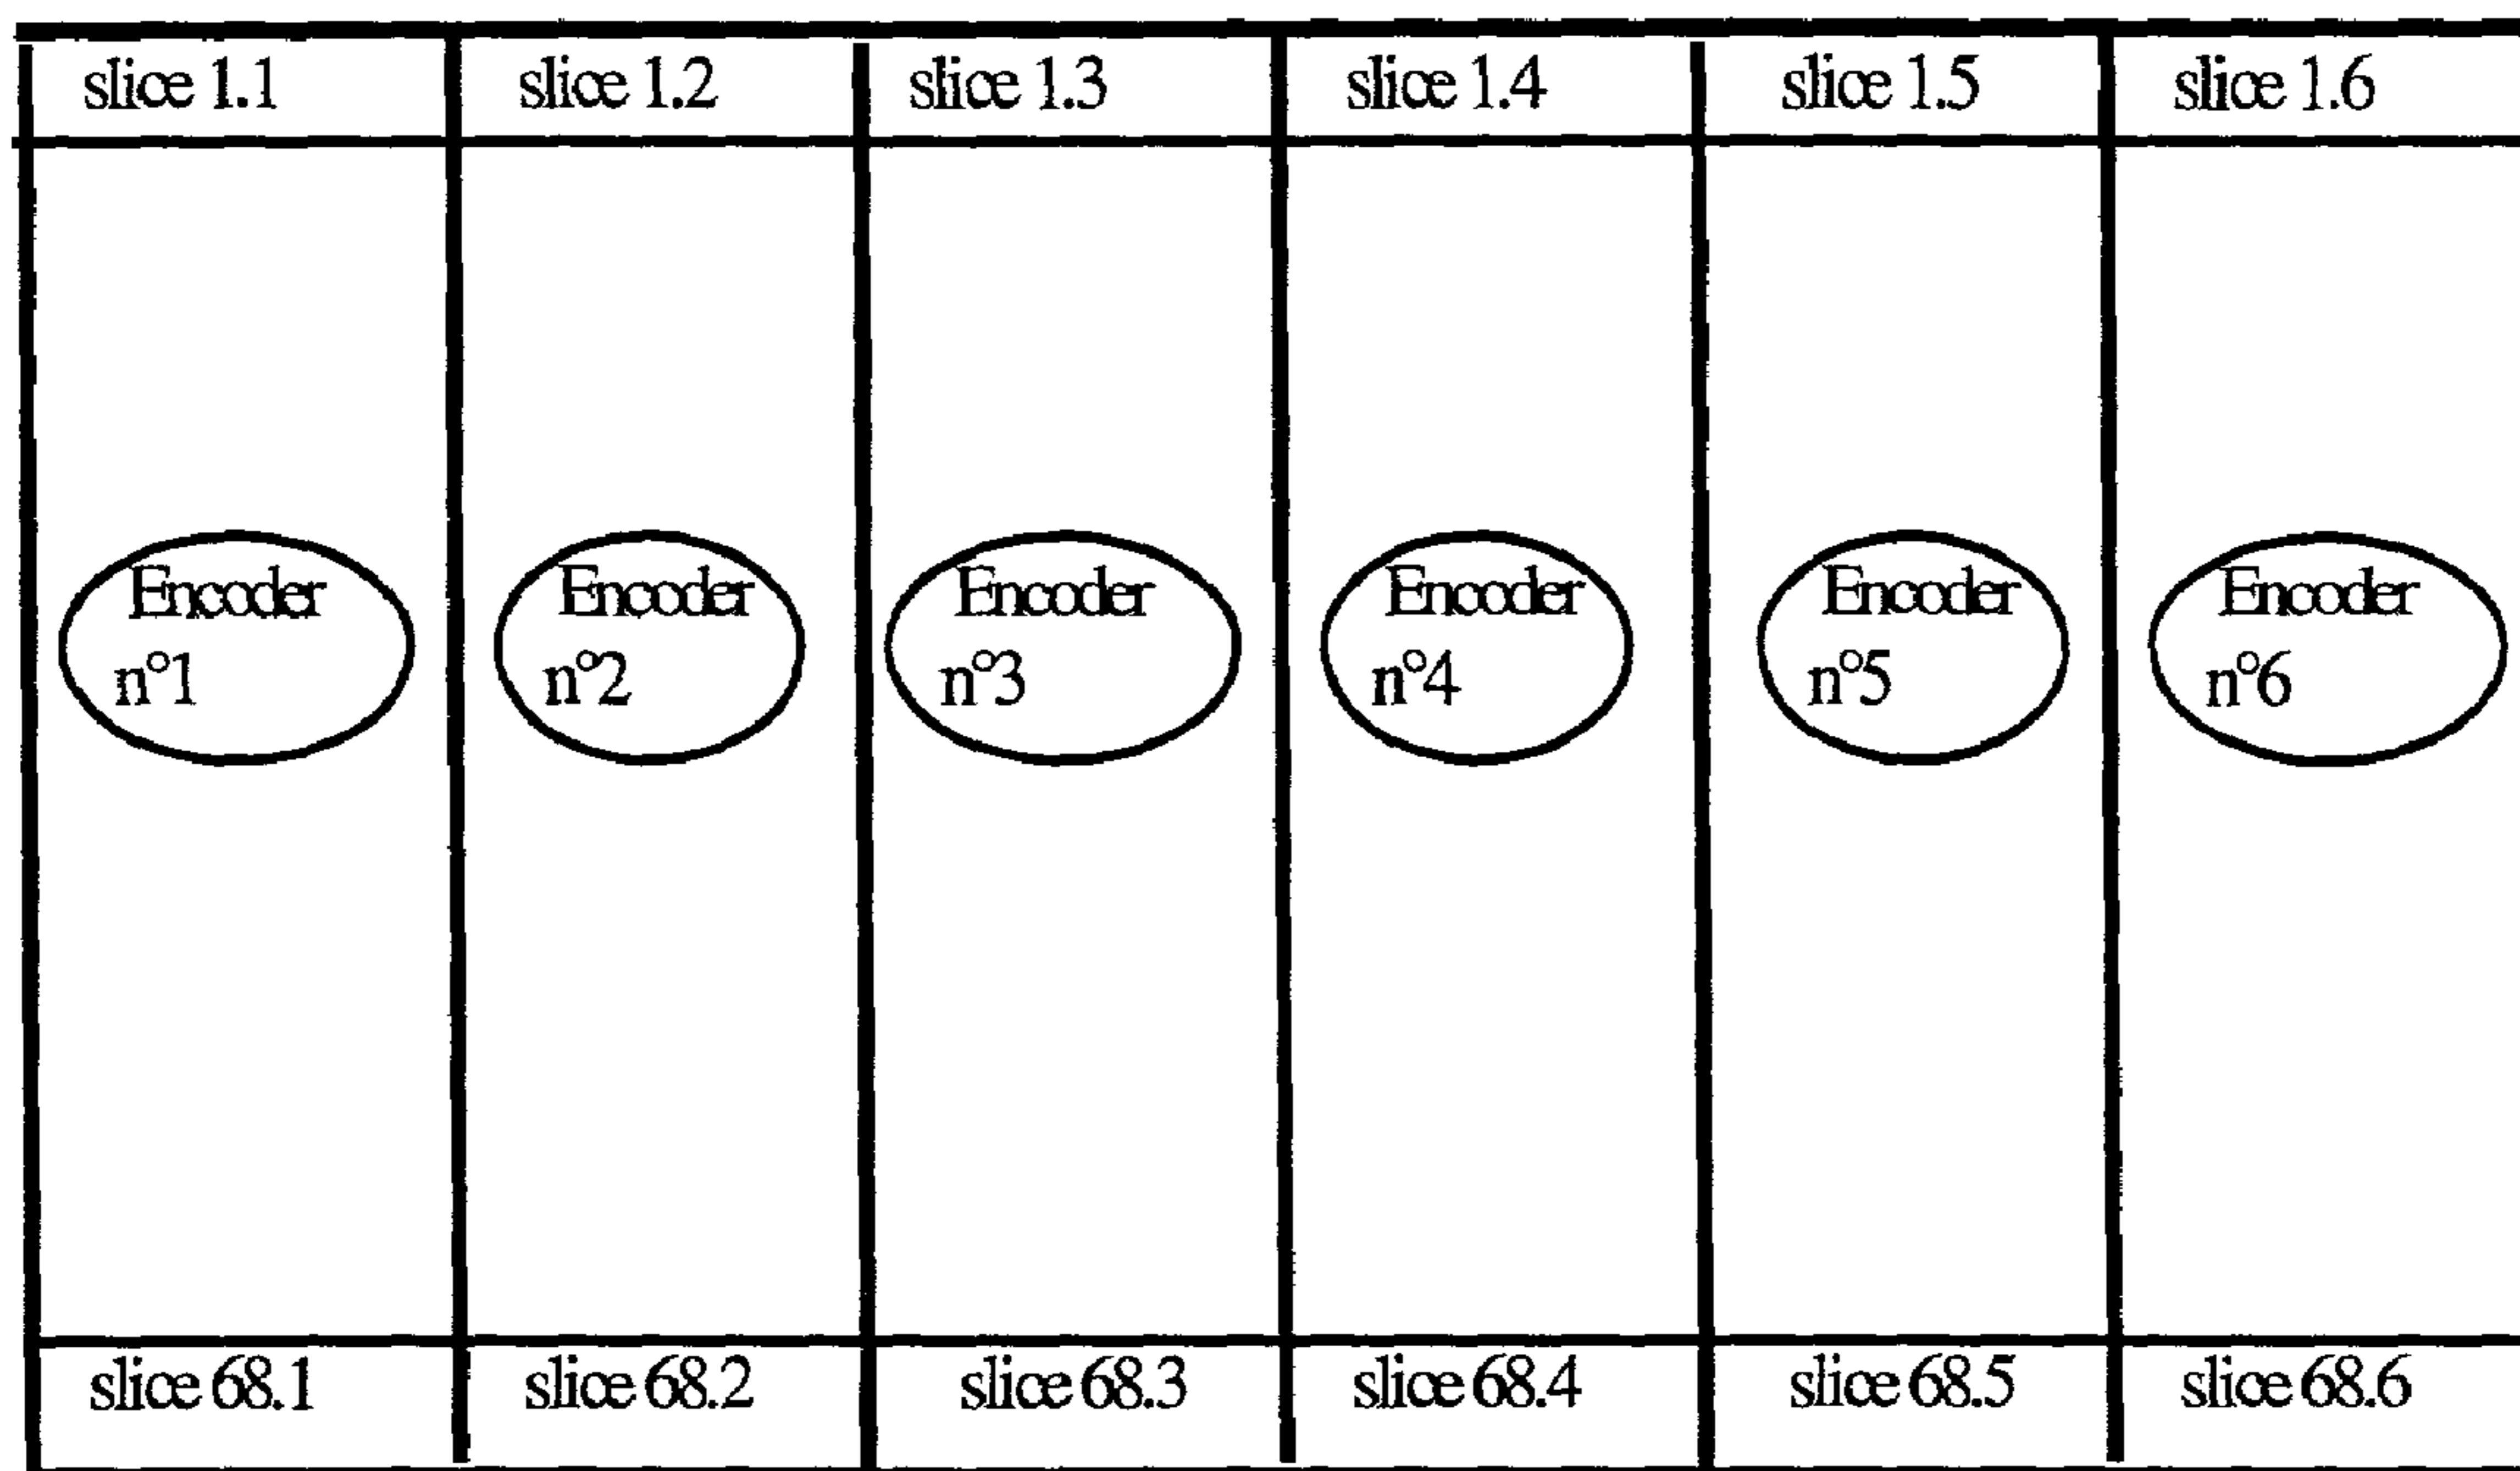 slice 1.1 slice 1.2 slice 1.3 slice 1.4 slice 1.5 slice 1.6
Encoder Encoder Encoder Encoder Encoder Encoder
n°1 n°2 n°3 n°4 n°5 n°6
slice 68.1 slice 68.2 slice 68.3 slice 68.4 slice 68.5 slice 68.6